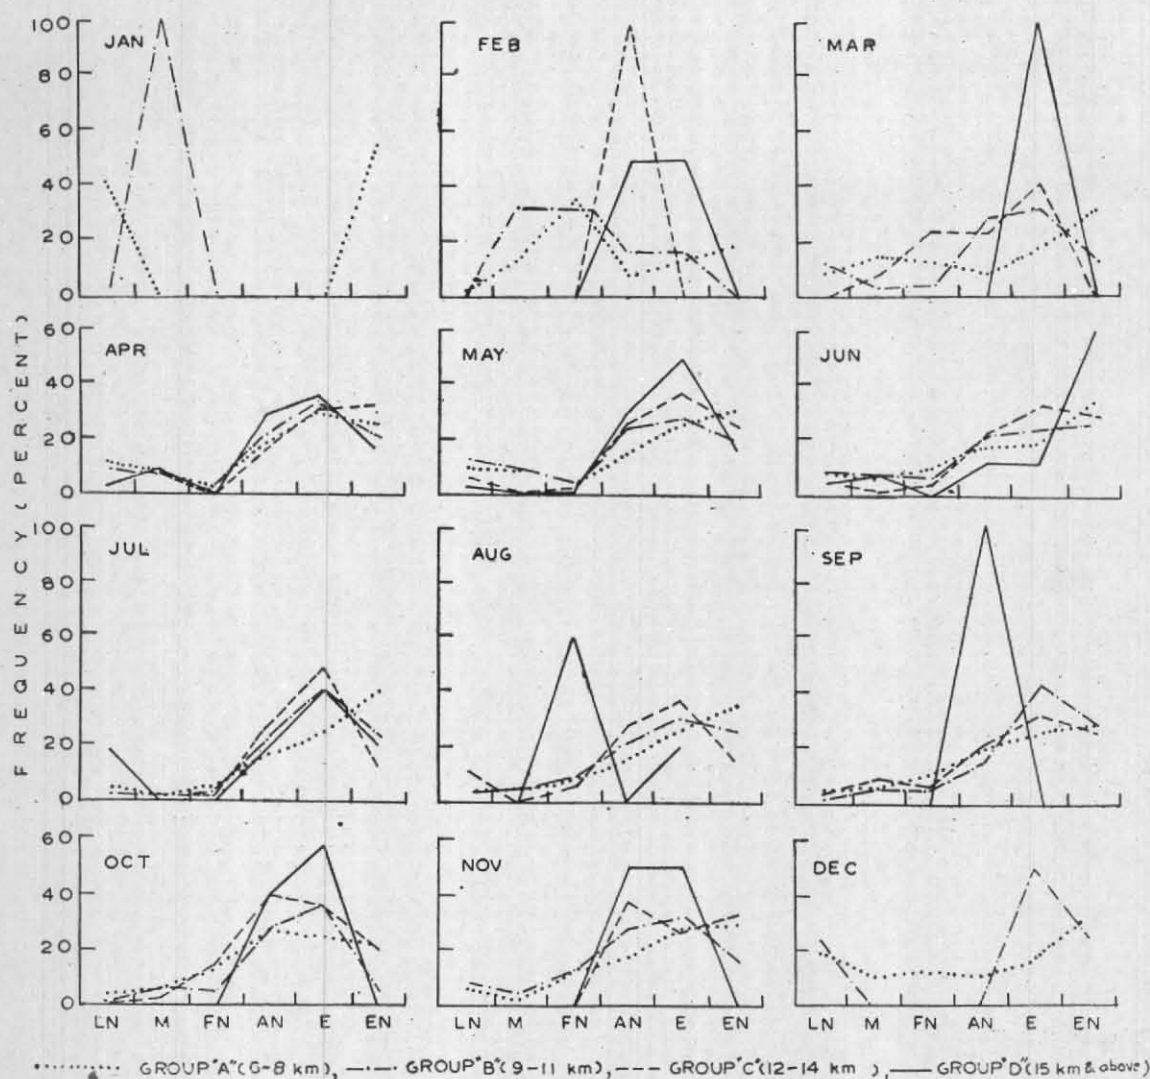 FREQUENCY (PERCENT)
100
80
60
40
20
0
JAN
FEB
MAR
60
40
20
0
APR
MAY
JUN
100
80
60
40
20
0
JUL
AUG
SEP
60
40
20
0
OCT
NOV
DEC
LN M FN AN E EN
LN M FN AN E EN
LN M FN AN E EN
GROUP "A" (6-8 km), GROUP "B" (9-11 km), GROUP "C" (12-14 km), GROUP "D" (15 km & above)